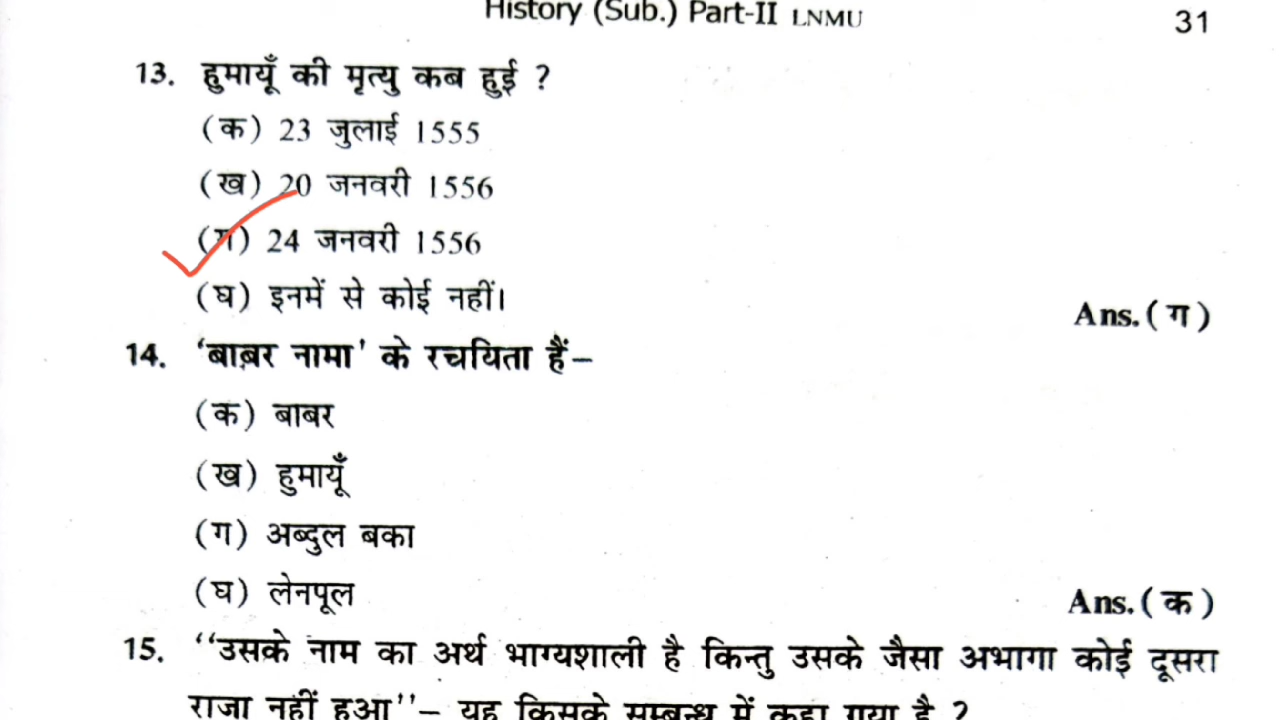 History (Sub.) Part-II LNMU 31
13. हुमायूँ की मृत्यु कब हुई ?
(क) 23 जुलाई 1555
(ख) 20 जनवरी 1556
(ग) 24 जनवरी 1556
(घ) इनमें से कोई नहीं।
Ans. ( ग )
14. 'बाबर नामा' के रचयिता हैं–
(क) बाबर
(ख) हुमायूँ
(ग) अब्दुल बका
(घ) लेनपूल
Ans. ( क )
15. ‘‘उसके नाम का अर्थ भाग्यशाली है किन्तु उसके जैसा अभागा कोई दूसरा
राजा नहीं हुआ’’– यह किसके सम्बन्ध में कहा गया है ?